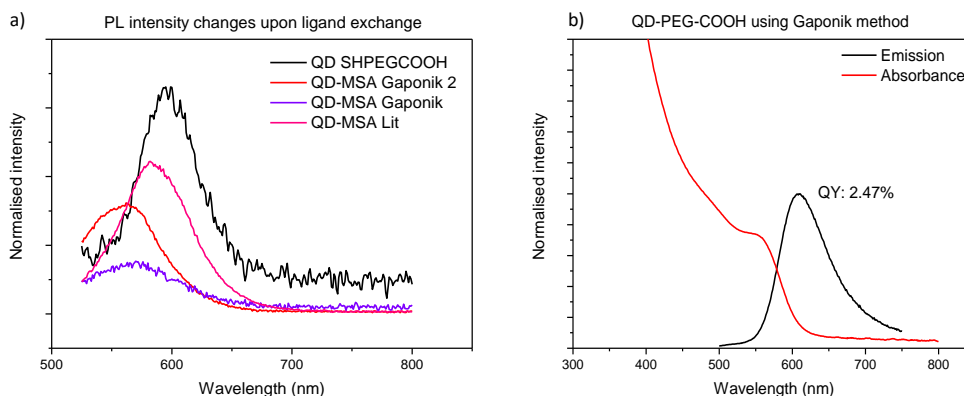 a)
PL intensity changes upon ligand exchange
QD SHPEGCOOH
QD-MSA Gaponik 2
QD-MSA Gaponik
QD-MSA Lit
Normalised intensity
500
600
700
800
Wavelength (nm)
b)
QD-PEG-COOH using Gaponik method
Emission
Absorbance
QY: 2.47%
Normalised intensity
300
400
500
600
700
800
Wavelength (nm)